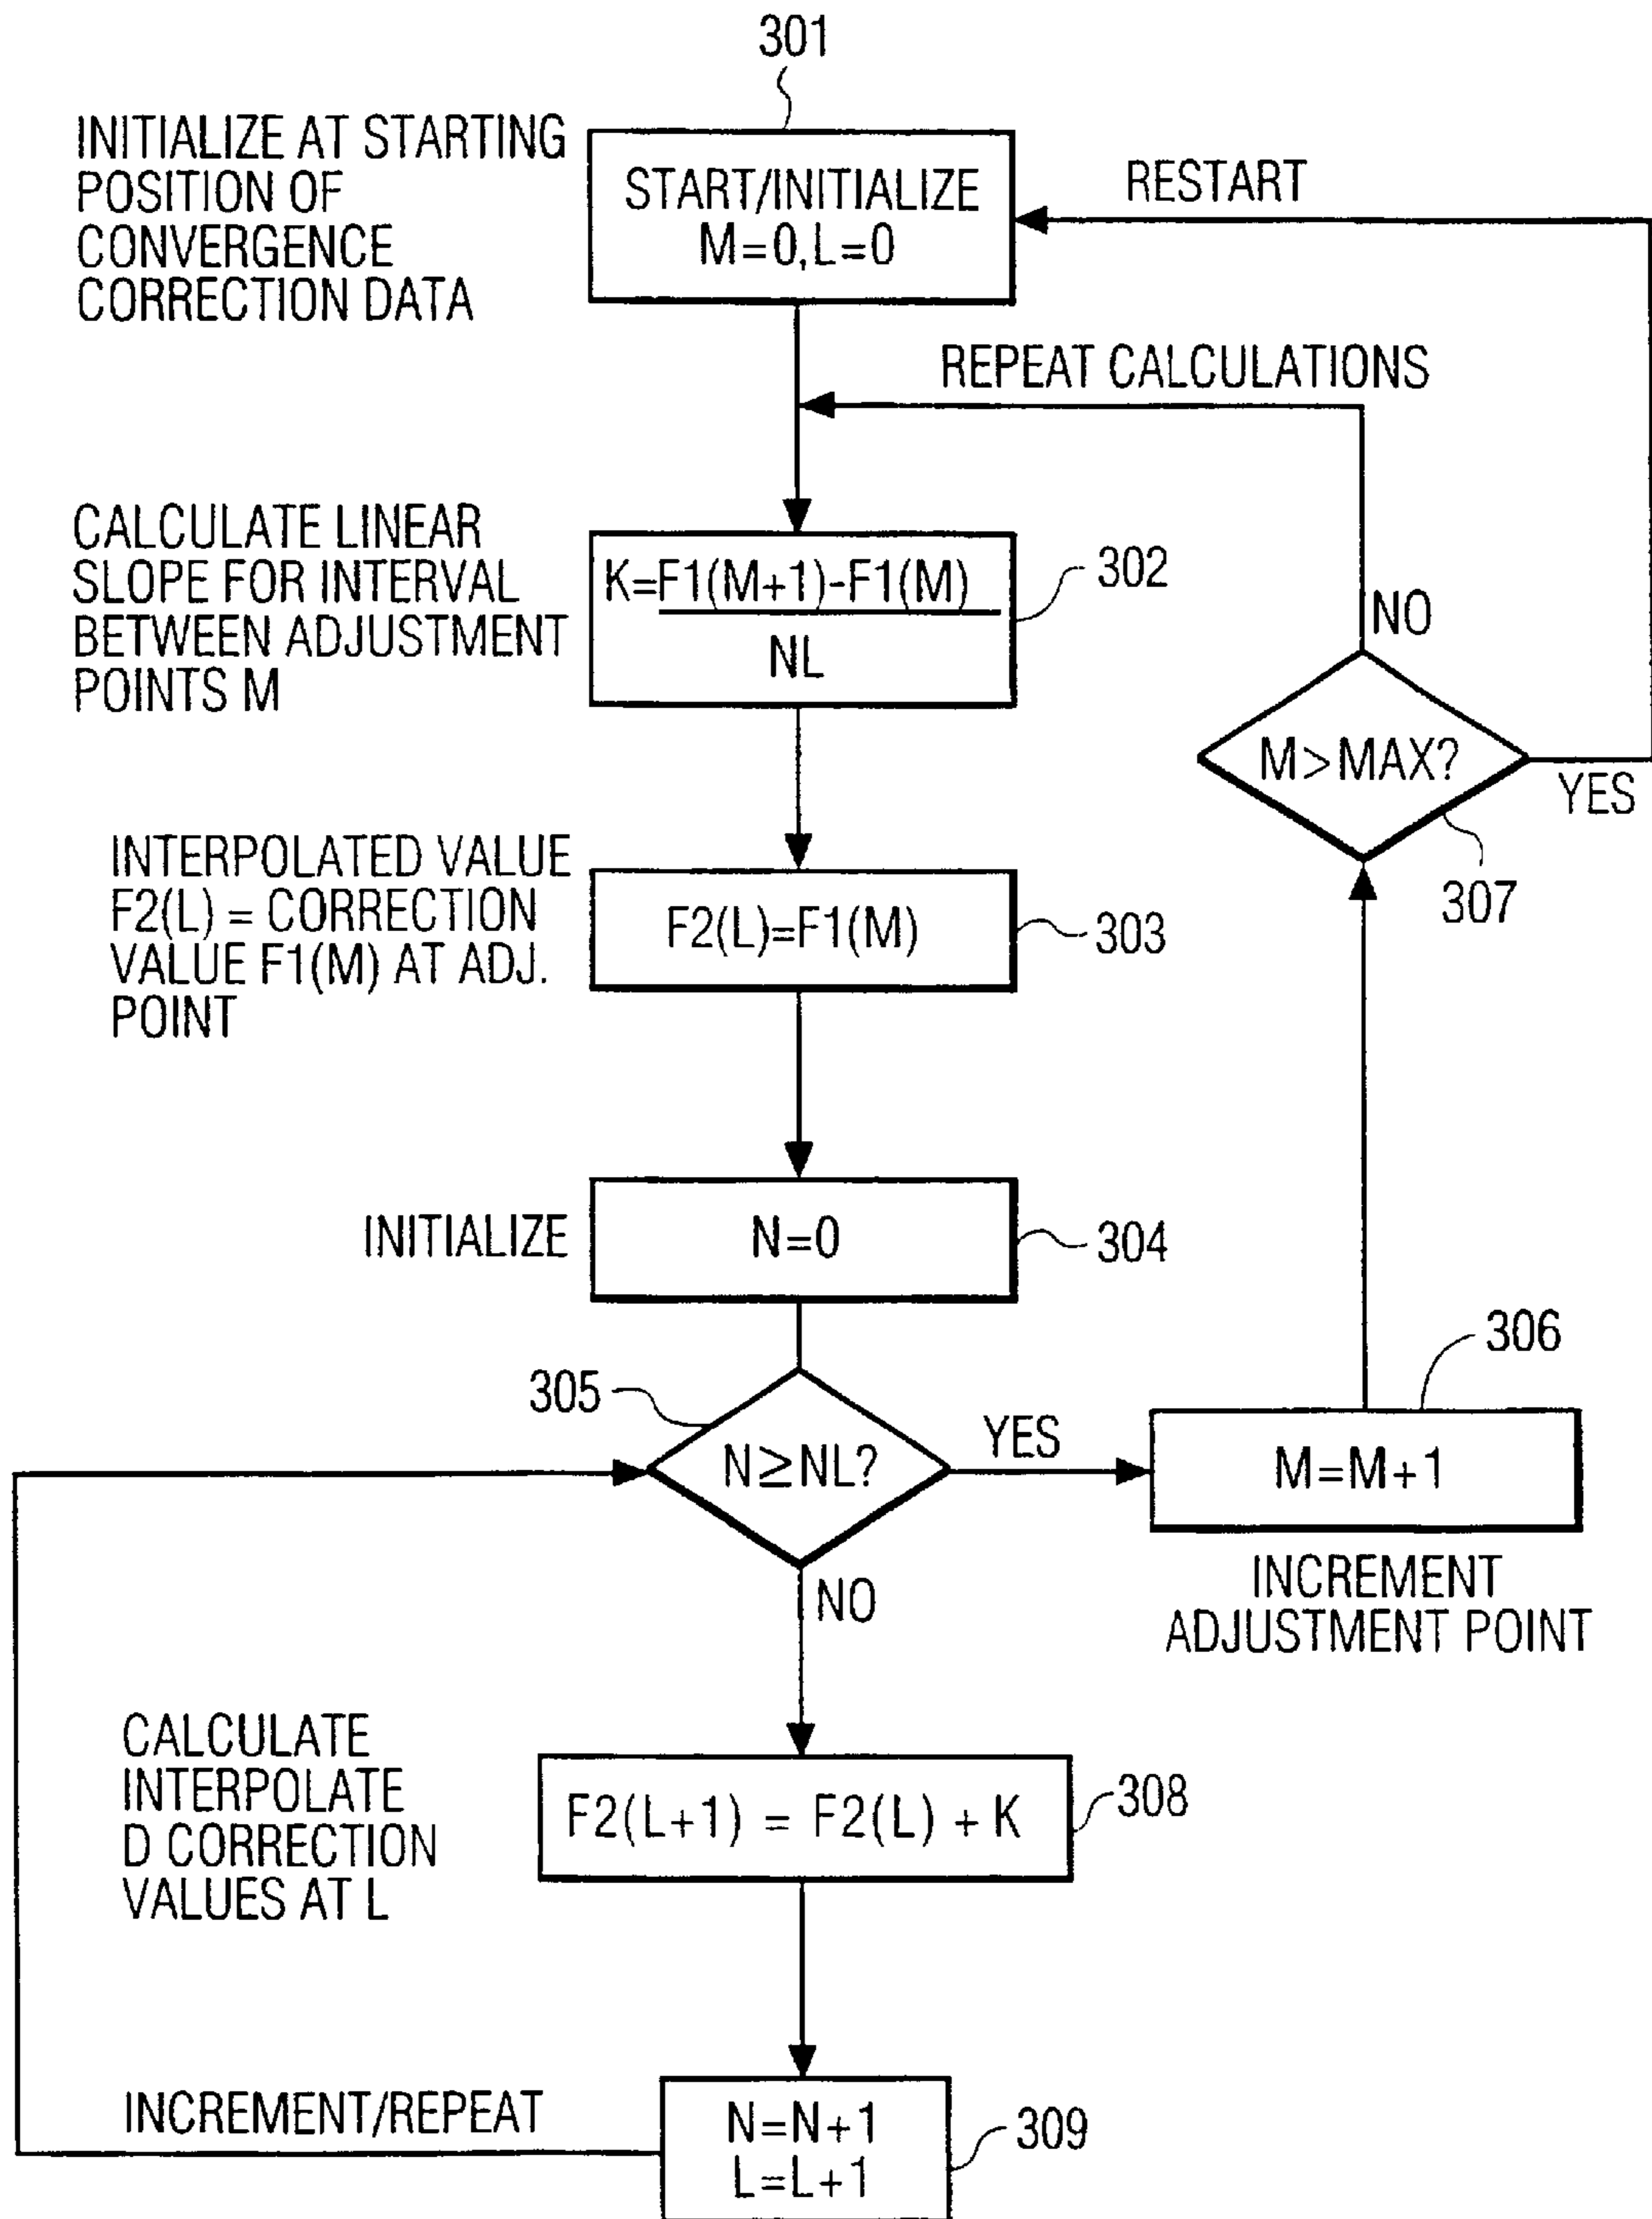 301
INITIALIZE AT STARTING
POSITION OF
CONVERGENCE
CORRECTION DATA
START/INITIALIZE
M=0,L=0
RESTART
REPEAT CALCULATIONS
CALCULATE LINEAR
SLOPE FOR INTERVAL
BETWEEN ADJUSTMENT
POINTS M
K=F1(M+1)-F1(M)
NL
302
NO
M>MAX?
YES
307
INTERPOLATED VALUE
F2(L) = CORRECTION
VALUE F1(M) AT ADJ.
POINT
F2(L)=F1(M)
303
INITIALIZE
N=0
304
305
N≥NL?
YES
306
M=M+1
INCREMENT
ADJUSTMENT POINT
NO
CALCULATE
INTERPOLATE
D CORRECTION
VALUES AT L
F2(L+1) = F2(L) + K
308
INCREMENT/REPEAT
N=N+1
L=L+1
309